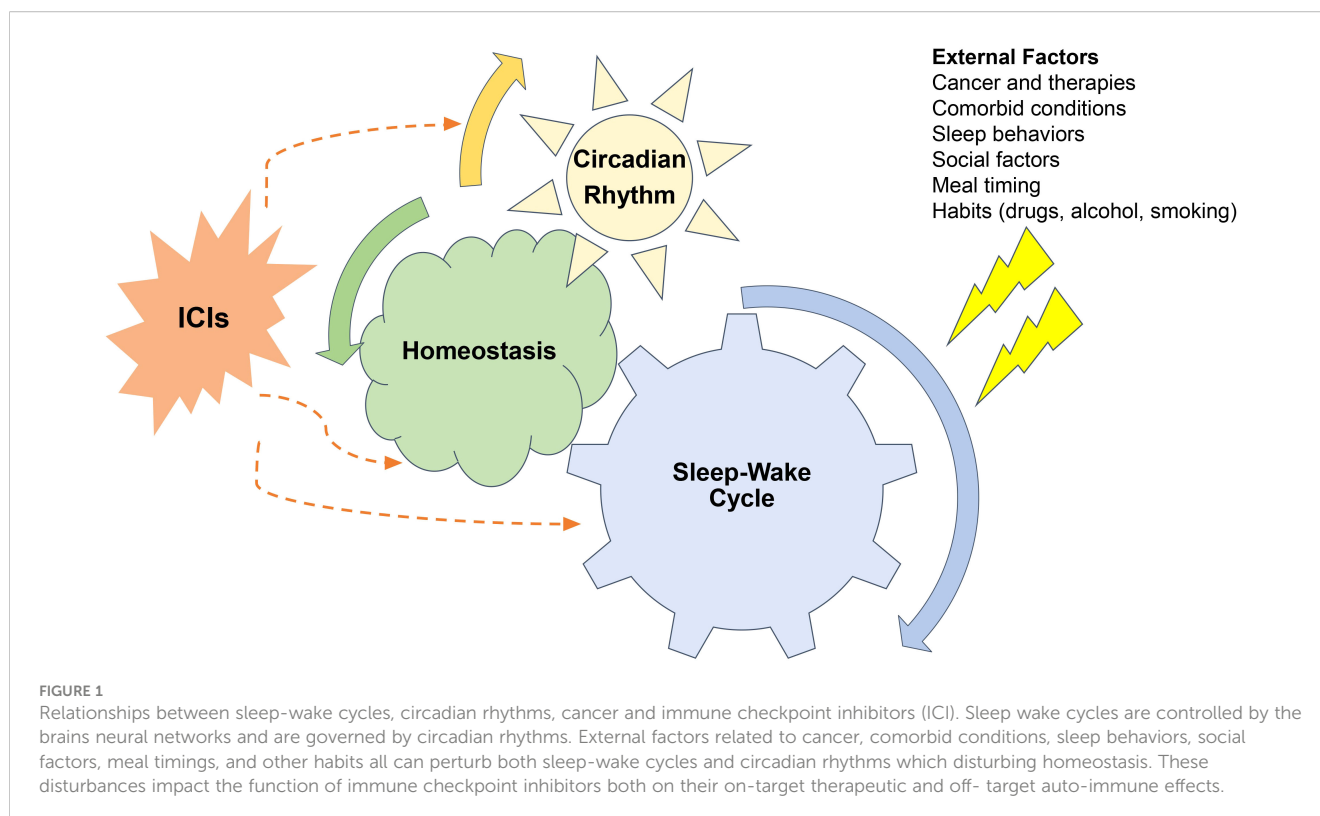 External Factors
Cancer and therapies
Comorbid conditions
Sleep behaviors
Social factors
Meal timing
Habits (drugs, alcohol, smoking)
Circadian
Rhythm
ICIs
Homeostasis
Sleep-Wake
Cycle
FIGURE 1
Relationships between sleep-wake cycles, circadian rhythms, cancer and immune checkpoint inhibitors (ICI). Sleep wake cycles are controlled by the
brains neural networks and are governed by circadian rhythms. External factors related to cancer, comorbid conditions, sleep behaviors, social
factors, meal timings, and other habits all can perturb both sleep-wake cycles and circadian rhythms which disturbing homeostasis. These
disturbances impact the function of immune checkpoint inhibitors both on their on-target therapeutic and off- target auto-immune effects.